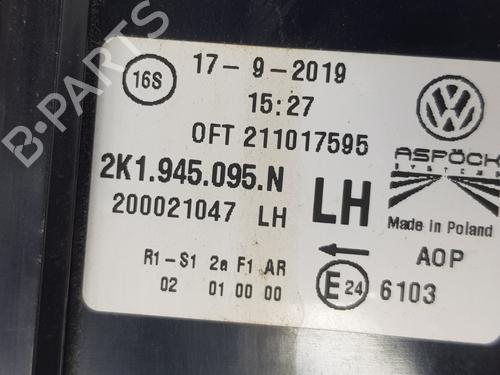 16S
17-9-2019
15:27
OFT 211017595
2K1.945.095.N
200021047 LH
LH
ASPÖCK
SYSTEMS
Made in Poland
AOP
R1-S1 2a F1 AR
02 01 00 00
E24 6103
B-PARTS